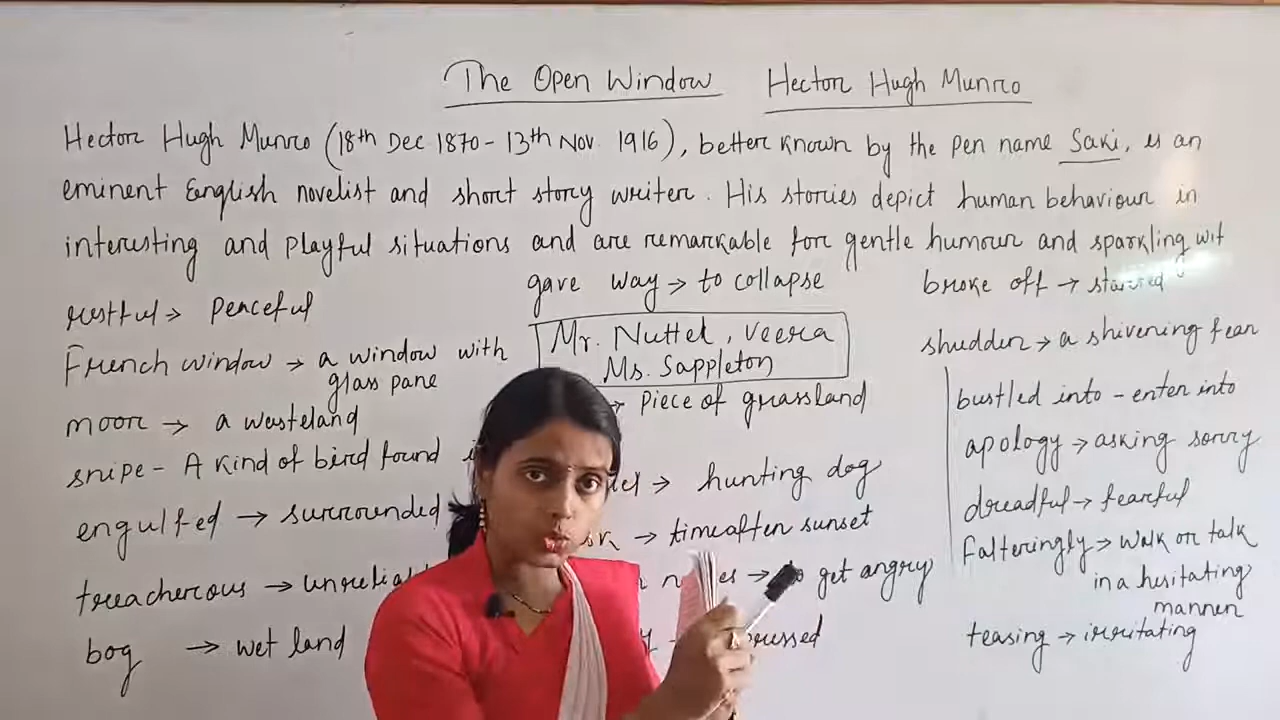 The Open Window Hector Hugh Munro
Hector Hugh Munro (18th Dec 1870 - 13th Nov. 1916), better known by the pen name Saki, is an
eminent English novelist and short story writer. His stories depict human behaviour in
interesting and playful situations and are remarkable for gentle humour and sparkling wit
restful → peaceful
French window → a window with
glass pane
moor → a wasteland
snipe - A kind of bird found
engulfed → surrounded
treacherous →
bog → wet land
gave way → to collapse
Mr. Nuttel, Veera
Ms. Sappleton
→ piece of grassland
→ hunting dog
→ time after sunset
→ get angry
broke off →
shudder → a shivering fear
bustled into - enter into
apology → asking sorry
dreadful → fearful
Falteringly → walk or talk
in a hesitating
manner
teasing → irritating